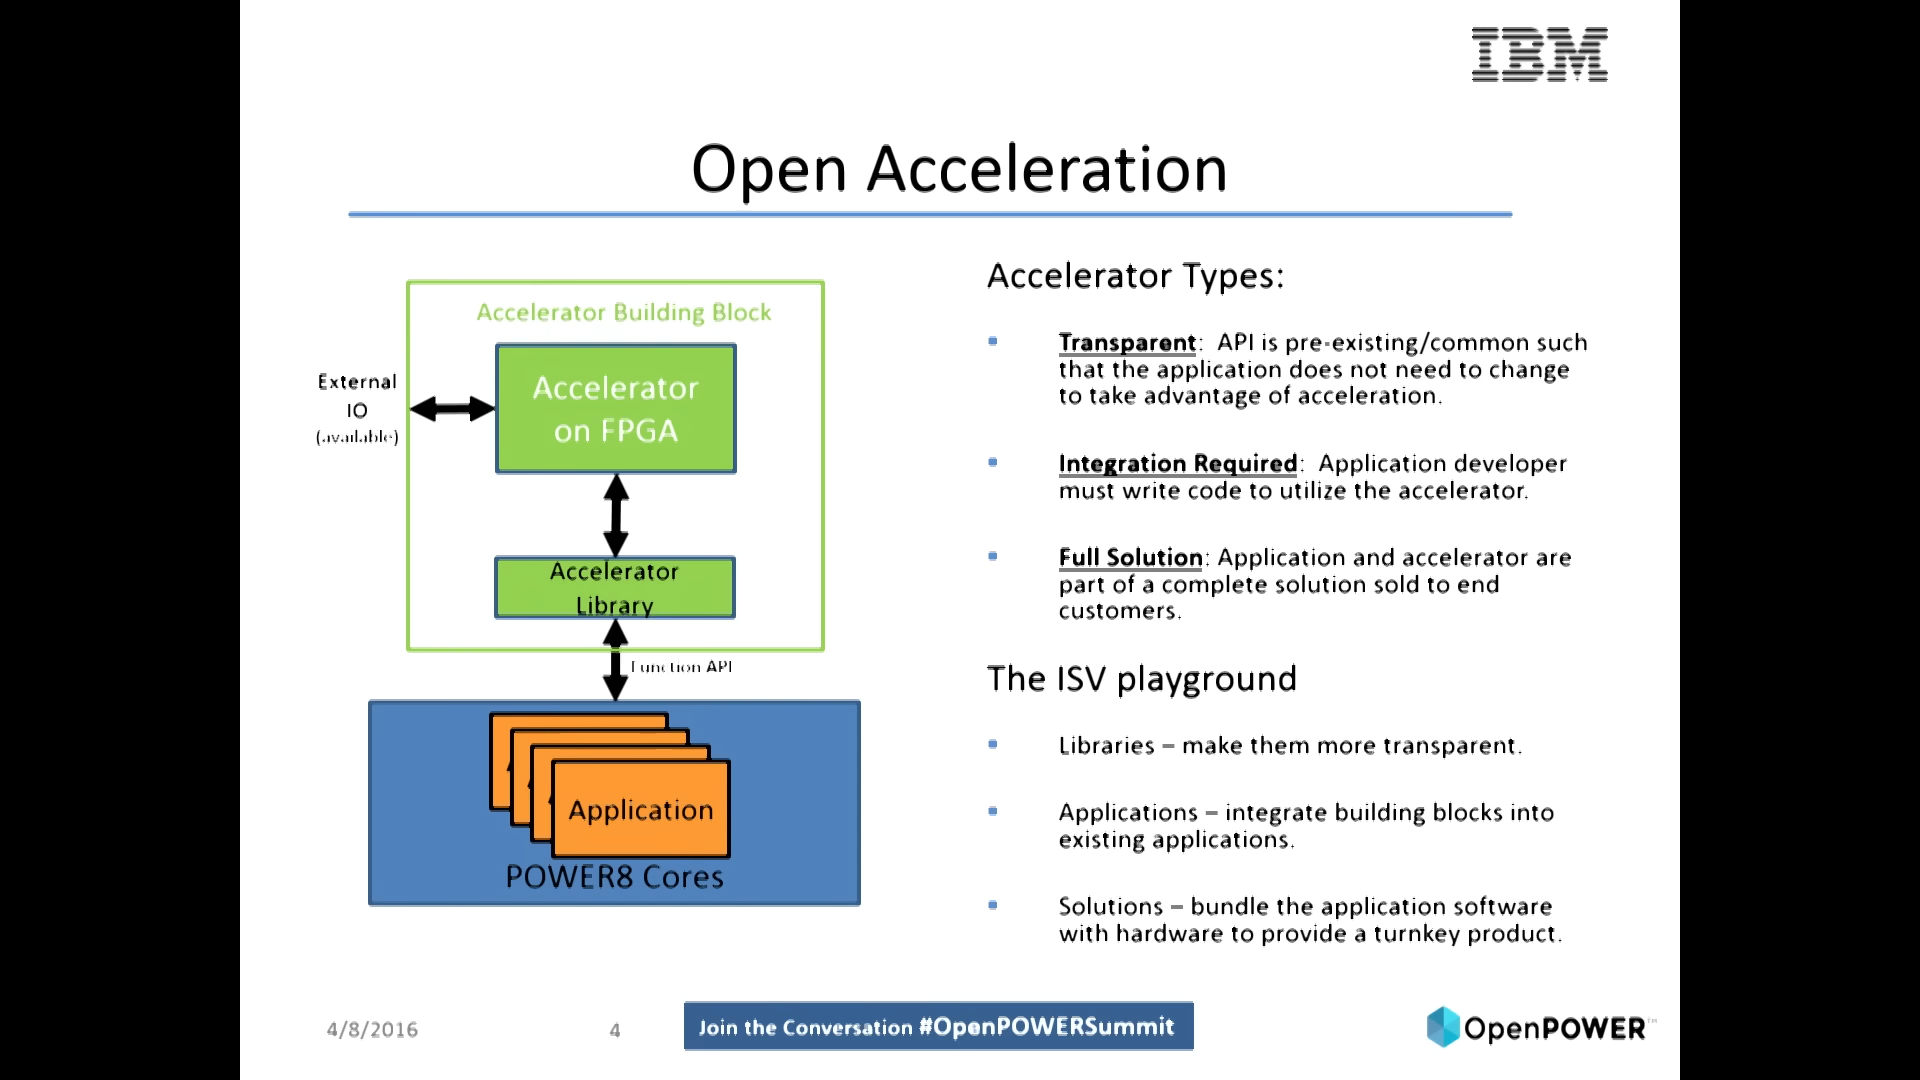 IBM
Open Acceleration
Accelerator Building Block
Accelerator
on FPGA
External
IO
(available)
Accelerator
Library
Function API
Application
POWER8 Cores
Accelerator Types:
Transparent:  API is pre-existing/common such
that the application does not need to change
to take advantage of acceleration.
Integration Required:  Application developer
must write code to utilize the accelerator.
Full Solution: Application and accelerator are
part of a complete solution sold to end
customers.
The ISV playground
Libraries – make them more transparent.
Applications – integrate building blocks into
existing applications.
Solutions – bundle the application software
with hardware to provide a turnkey product.
4/8/2016
4
Join the Conversation #OpenPOWERSummit
OpenPOWER™